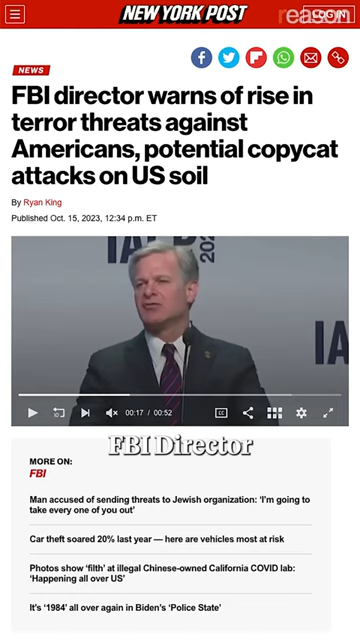 NEW YORK POST
reason
LOG IN
NEWS
FBI director warns of rise in
terror threats against
Americans, potential copycat
attacks on US soil
By Ryan King
Published Oct. 15, 2023, 12:34 p.m. ET
IACP 202
IA
00:17 / 00:52
FBI Director
MORE ON:
FBI
Man accused of sending threats to Jewish organization: 'I'm going to
take every one of you out'
Car theft soared 20% last year — here are vehicles most at risk
Photos show 'filth' at illegal Chinese-owned California COVID lab:
'Happening all over US'
It's '1984' all over again in Biden's 'Police State'